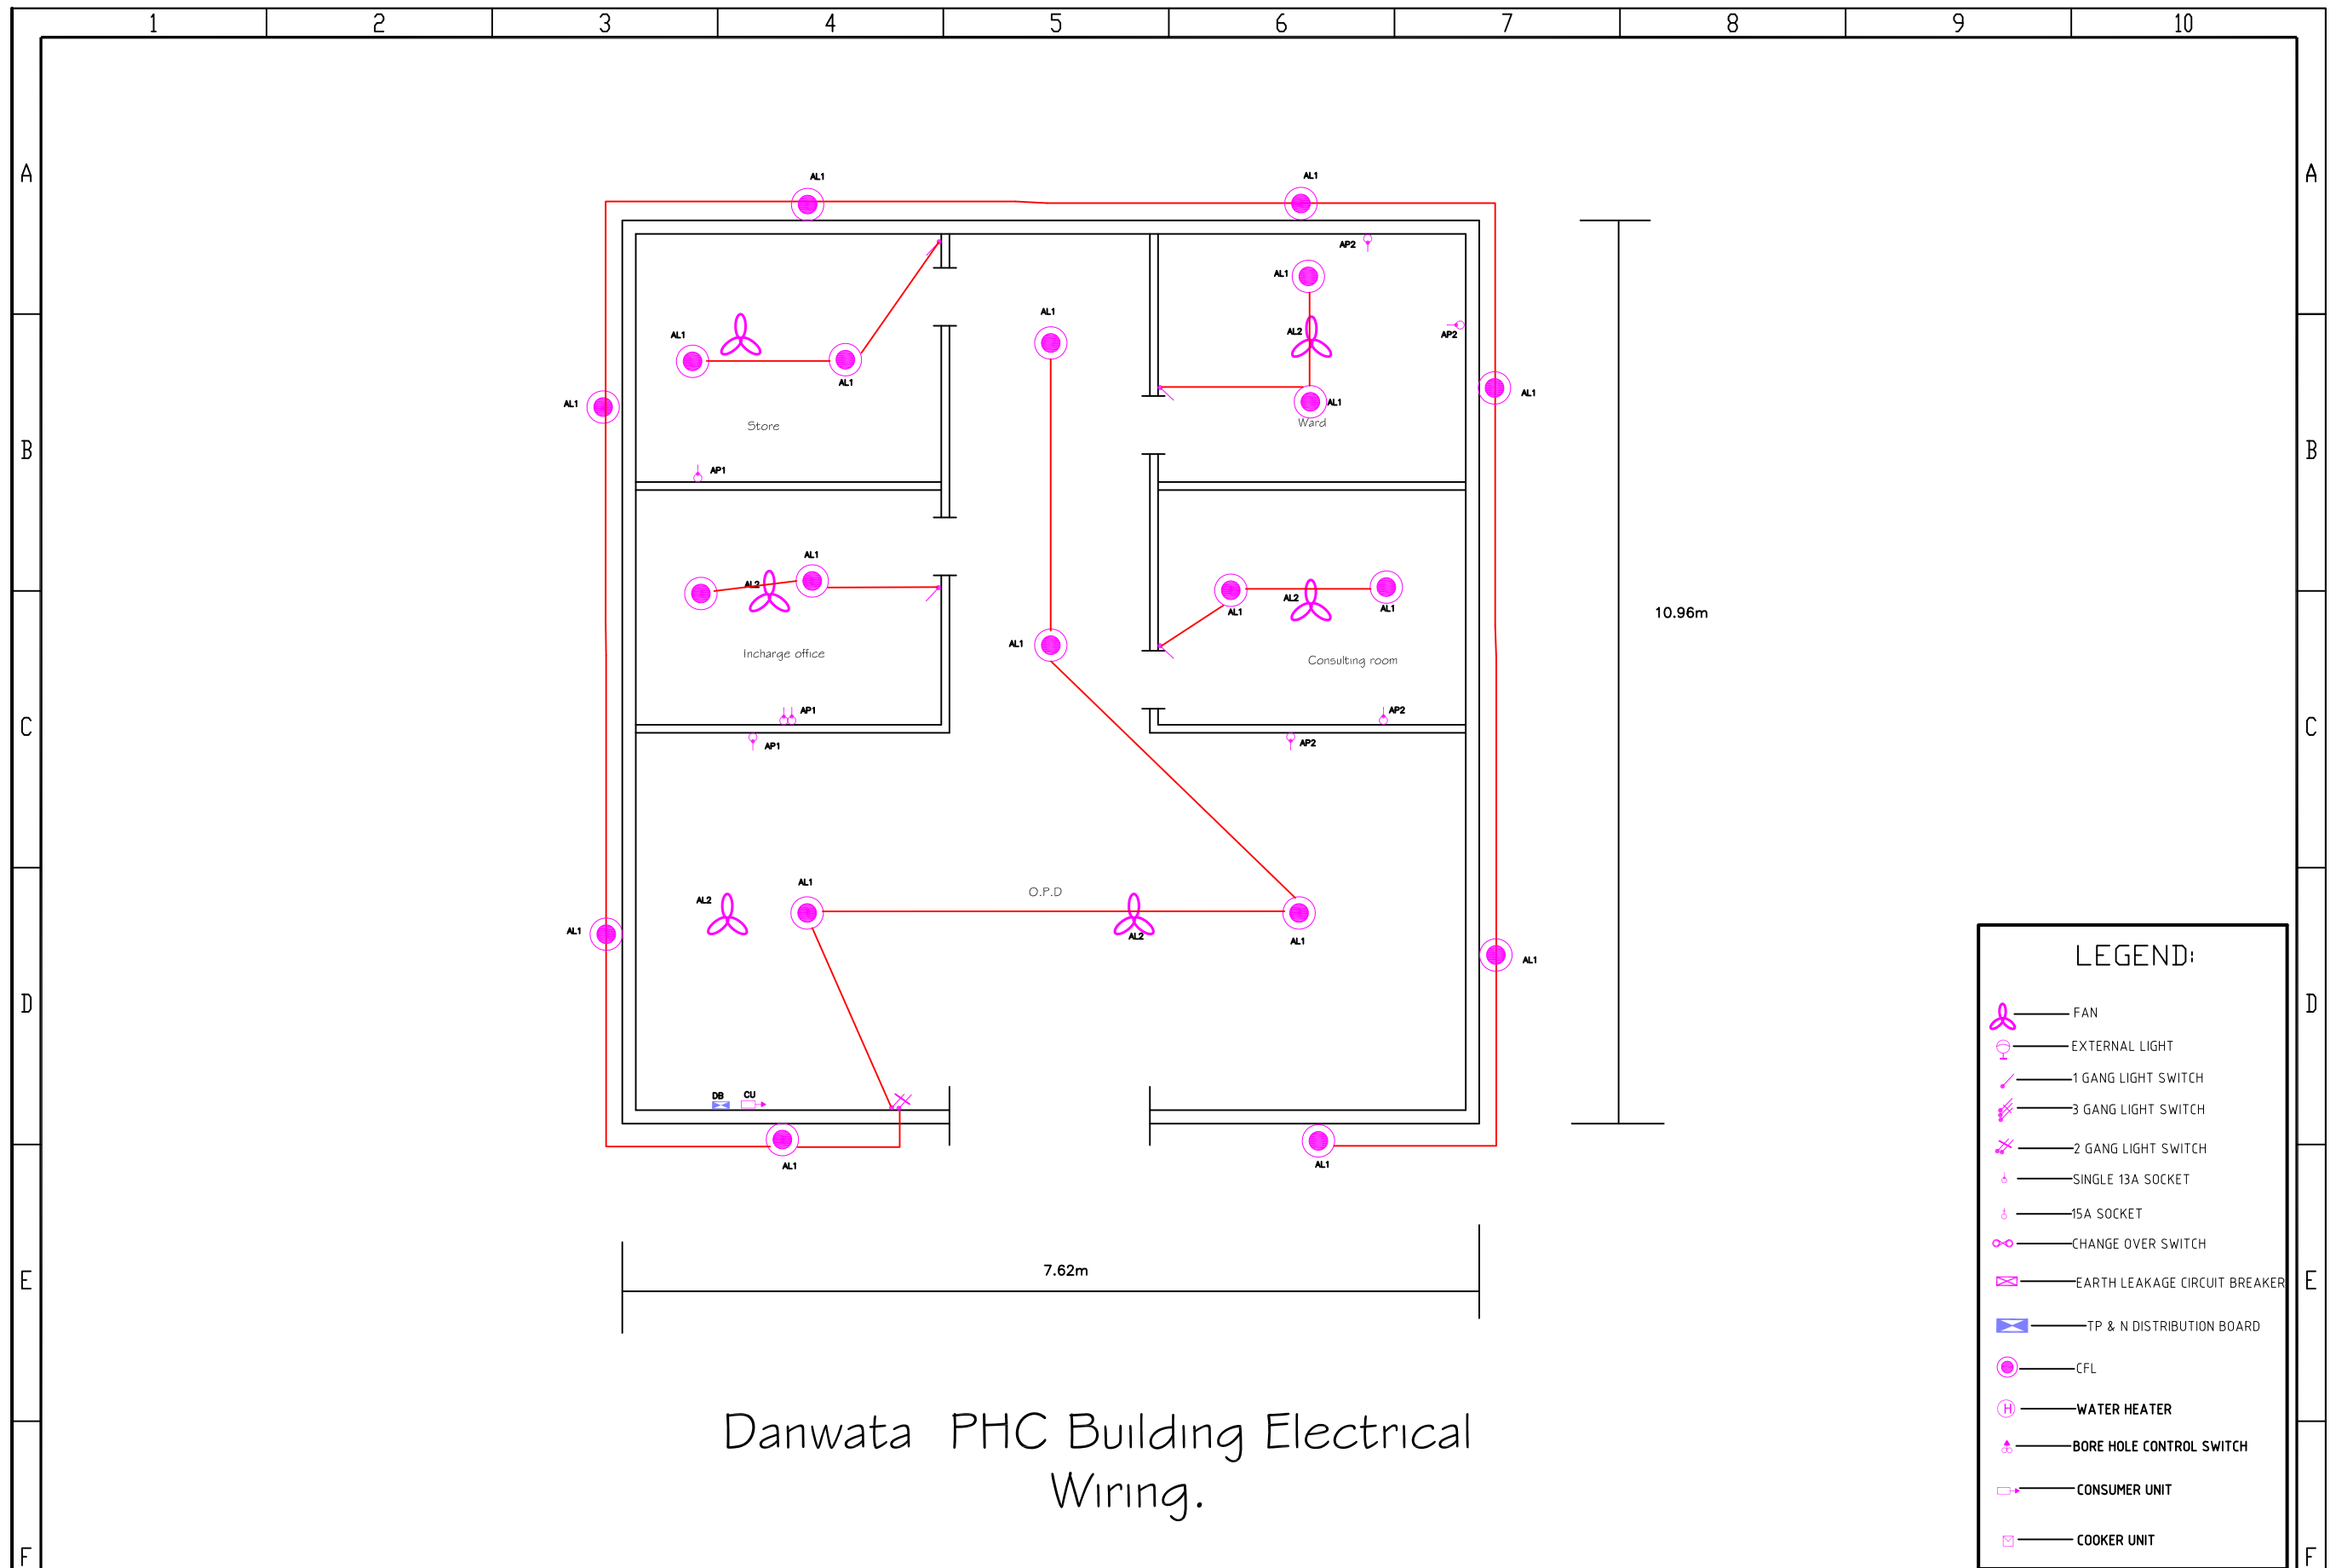 1 2 3 4 5 6 7 8 9 10
A A
AL1 AL1
AP2
AL1
AL1
AL1 AL2 AP2
AL1
AL1 AL1 AL1 AL1
Store Ward
B B
AP1
AL1
AL2 AL2 AL1 AL1
10.96m
AL1
Incharge office Consulting room
AP1 AP2
C C
AP1 AP2
AL1 O.P.D
AL2
AL1 AL2 AL1
AL1
D D
DB CU
AL1 AL1
7.62m
E E
Danwata PHC Building Electrical
Wiring.
F F
LEGEND:
FAN
EXTERNAL LIGHT
1 GANG LIGHT SWITCH
3 GANG LIGHT SWITCH
2 GANG LIGHT SWITCH
SINGLE 13A SOCKET
15A SOCKET
CHANGE OVER SWITCH
EARTH LEAKAGE CIRCUIT BREAKER
TP & N DISTRIBUTION BOARD
CFL
H WATER HEATER
BORE HOLE CONTROL SWITCH
CONSUMER UNIT
COOKER UNIT